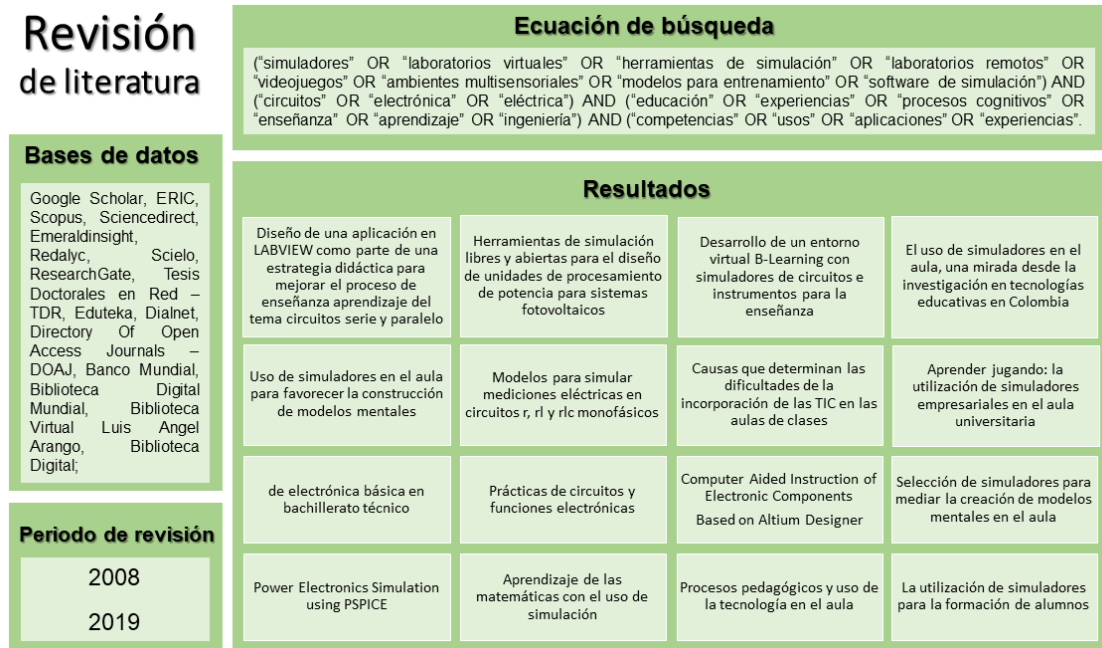 Revisión
de literatura
Ecuación de búsqueda
(“simuladores” OR “laboratorios virtuales” OR “herramientas de simulación” OR “laboratorios remotos” OR
“videojuegos” OR “ambientes multisensoriales” OR “modelos para entrenamiento” OR “software de simulación”) AND
(“circuitos” OR “electrónica” OR “eléctrica”) AND (“educación” OR “experiencias” OR “procesos cognitivos” OR
“enseñanza” OR “aprendizaje” OR “ingeniería”) AND (“competencias” OR “usos” OR “aplicaciones” OR “experiencias”.
Bases de datos
Google Scholar, ERIC,
Scopus, Sciencedirect,
Emeraldinsight,
Redalyc, Scielo,
ResearchGate, Tesis
Doctorales en Red –
TDR, Eduteka, Dialnet,
Directory Of Open
Access Journals –
DOAJ, Banco Mundial,
Biblioteca Digital
Mundial, Biblioteca
Virtual Luis Angel
Arango, Biblioteca
Digital;
Periodo de revisión
2008
2019
Resultados
Diseño de una aplicación en
LABVIEW como parte de una
estrategia didáctica para
mejorar el proceso de
enseñanza aprendizaje del
tema circuitos serie y paralelo
Herramientas de simulación
libres y abiertas para el diseño
de unidades de procesamiento
de potencia para sistemas
fotovoltaicos
Desarrollo de un entorno
virtual B-Learning con
simuladores de circuitos e
instrumentos para la
enseñanza
El uso de simuladores en el
aula, una mirada desde la
investigación en tecnologías
educativas en Colombia
Uso de simuladores en el aula
para favorecer la construcción
de modelos mentales
Modelos para simular
mediciones eléctricas en
circuitos r, rl y rlc monofásicos
Causas que determinan las
dificultades de la
incorporación de las TIC en las
aulas de clases
Aprender jugando: la
utilización de simuladores
empresariales en el aula
universitaria
de electrónica básica en
bachillerato técnico
Prácticas de circuitos y
funciones electrónicas
Computer Aided Instruction of
Electronic Components
Based on Altium Designer
Selección de simuladores para
mediar la creación de modelos
mentales en el aula
Power Electronics Simulation
using PSPICE
Aprendizaje de las
matemáticas con el uso de
simulación
Procesos pedagógicos y uso de
la tecnología en el aula
La utilización de simuladores
para la formación de alumnos